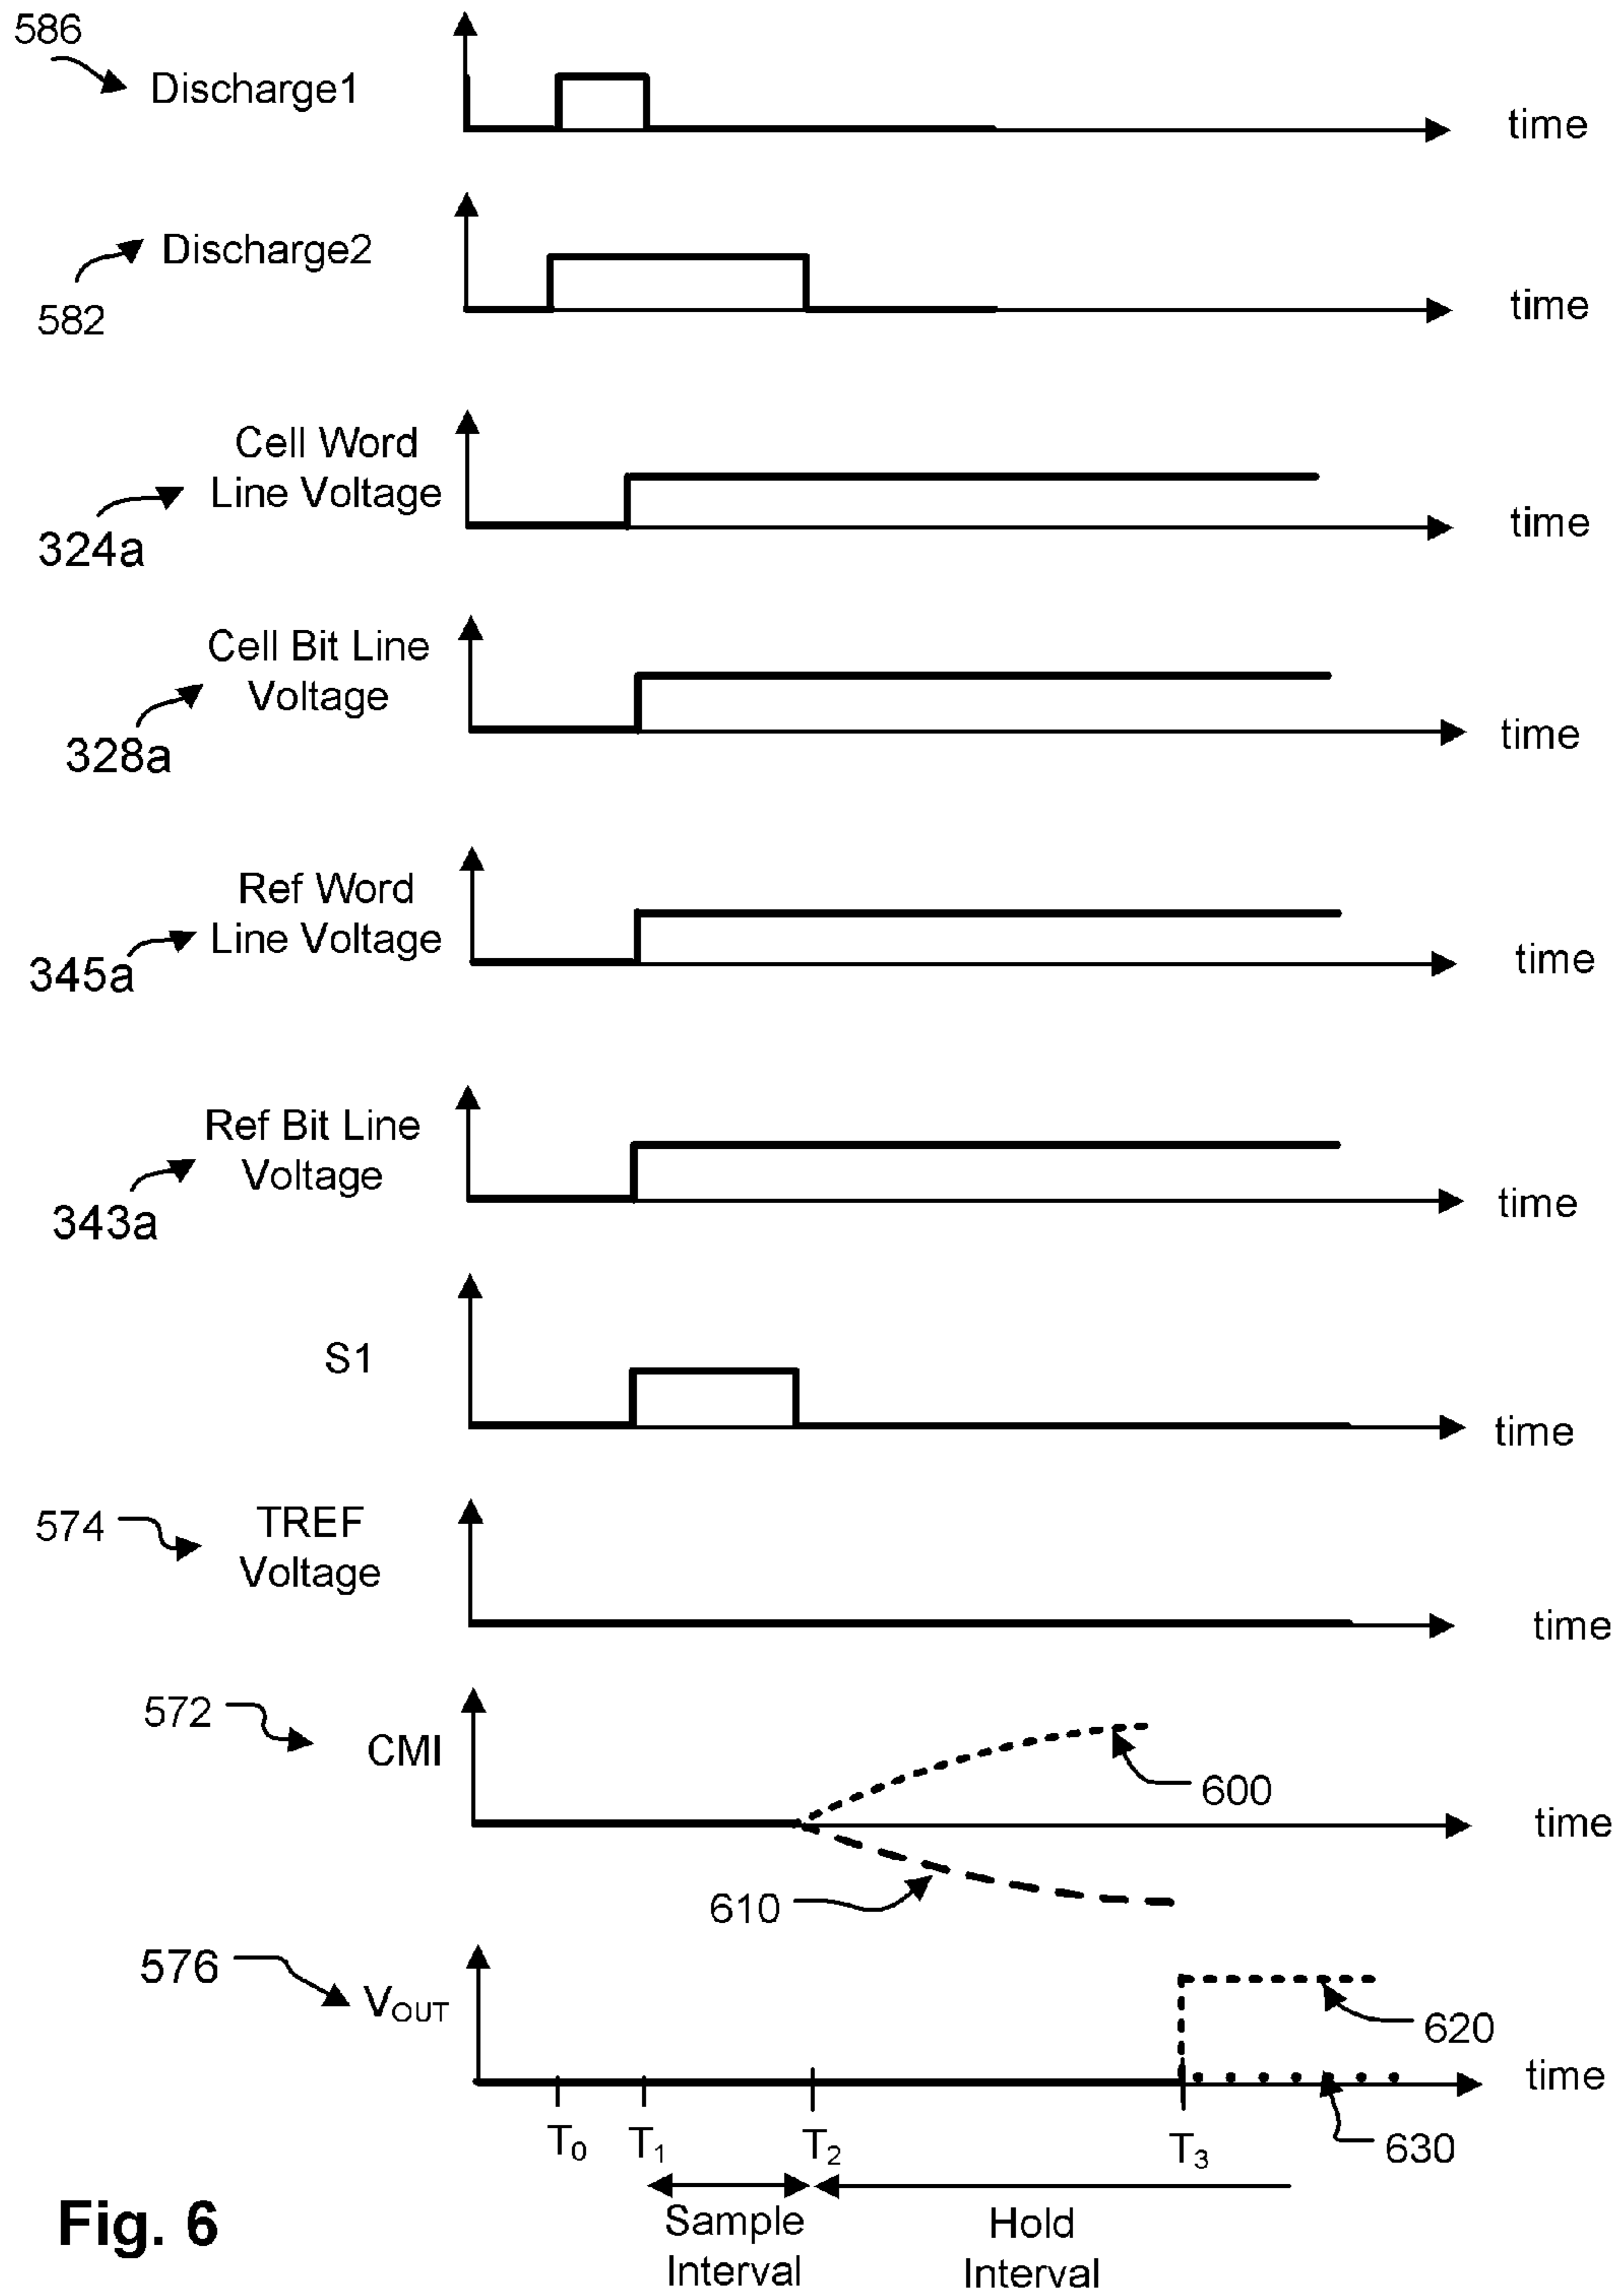 586
Discharge1
time
Discharge2
time
582
Cell Word
Line Voltage
time
324a
Cell Bit Line
Voltage
time
328a
Ref Word
Line Voltage
time
345a
Ref Bit Line
Voltage
time
343a
S1
time
574
TREF
Voltage
time
572
CMI
600
time
610
576
VOUT
620
time
T0 T1 T2 T3
630
Sample
Interval
Hold
Interval
Fig. 6